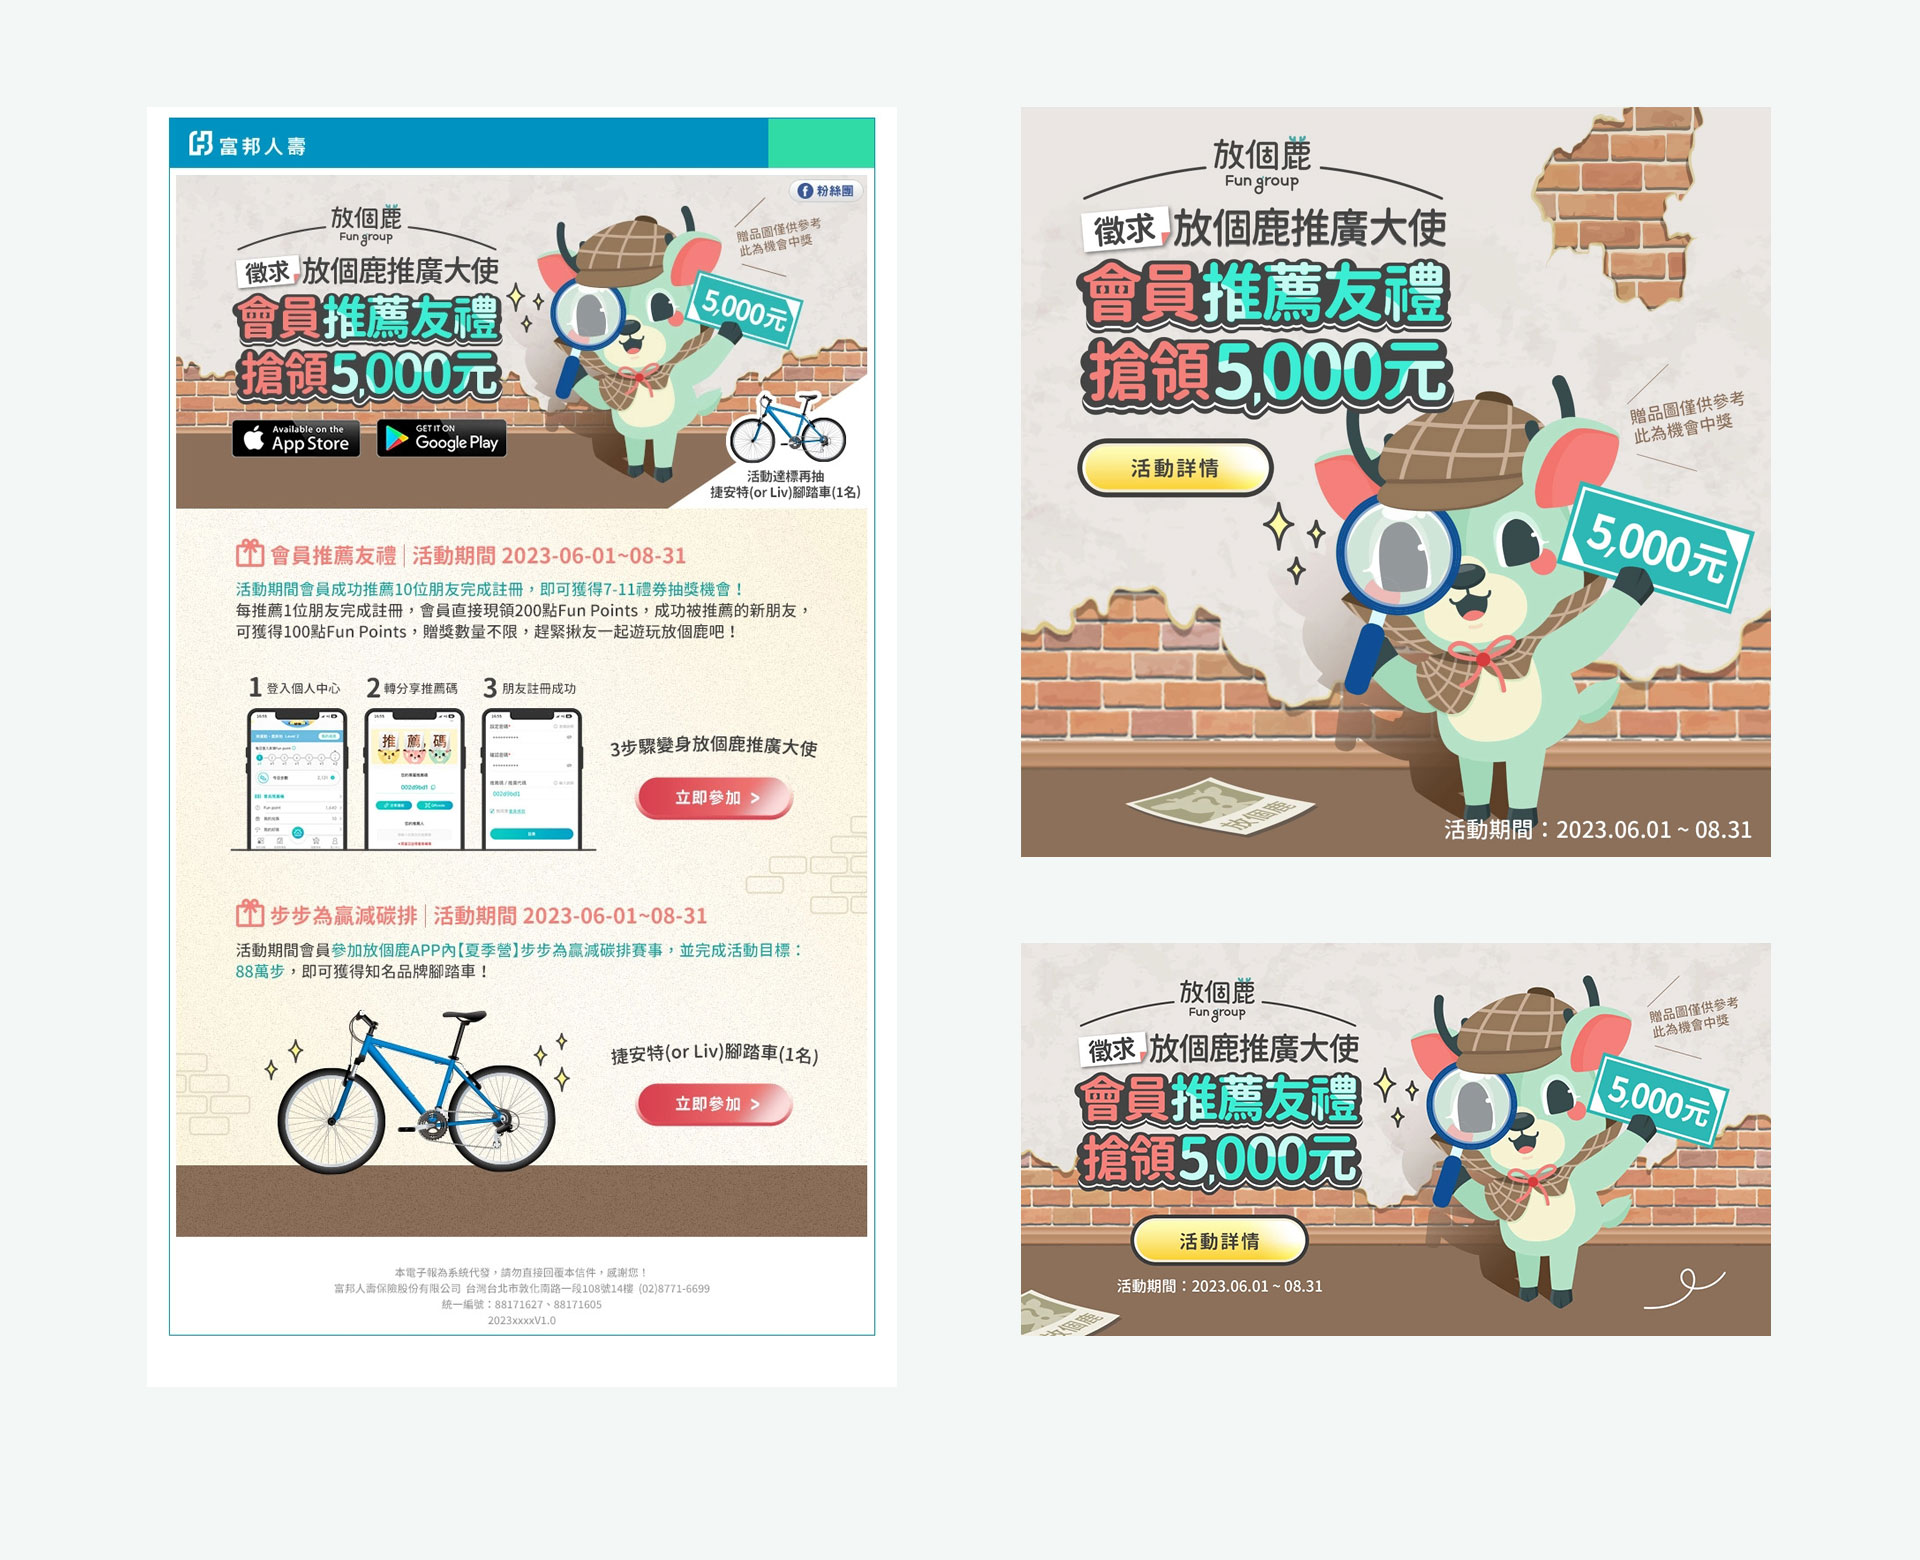 富邦人壽
粉絲團
放個鹿
Fun group
徵求 放個鹿推廣大使
會員推薦友禮
搶領5,000元
贈品圖僅供參考
此為機會中獎
5,000元
Available on the
App Store
GET IT ON
Google Play
活動達標再抽
捷安特(or Liv)腳踏車(1名)
會員推薦友禮|活動期間 2023-06-01~08-31
活動期間會員成功推薦10位朋友完成註冊，即可獲得7-11禮券抽獎機會！
每推薦1位朋友完成註冊，會員直接現領200點Fun Points，成功被推薦的新朋友，
可獲得100點Fun Points，贈獎數量不限，趕緊揪友一起遊玩放個鹿吧！
1 登入個人中心
2 轉分享推薦碼
3 朋友註冊成功
推薦碼
002d9bd1
002d9bd1
3步驟變身放個鹿推廣大使
立即參加 >
步步為贏減碳排|活動期間 2023-06-01~08-31
活動期間會員參加放個鹿APP內【夏季營】步步為贏減碳排賽事，並完成活動目標：
88萬步，即可獲得知名品牌腳踏車！
捷安特(or Liv)腳踏車(1名)
立即參加 >
本電子報為系統代發，請勿直接回覆本信件，感謝您！
富邦人壽保險股份有限公司 台灣台北市敦化南路一段108號14樓 (02)8771-6699
統一編號：88171627、88171605
2023xxxxV1.0
放個鹿
Fun group
徵求 放個鹿推廣大使
會員推薦友禮
搶領5,000元
活動詳情
贈品圖僅供參考
此為機會中獎
5,000元
放個鹿
活動期間：2023.06.01 ~ 08.31
放個鹿
Fun group
徵求 放個鹿推廣大使
會員推薦友禮
搶領5,000元
贈品圖僅供參考
此為機會中獎
5,000元
活動詳情
活動期間：2023.06.01 ~ 08.31
放個鹿